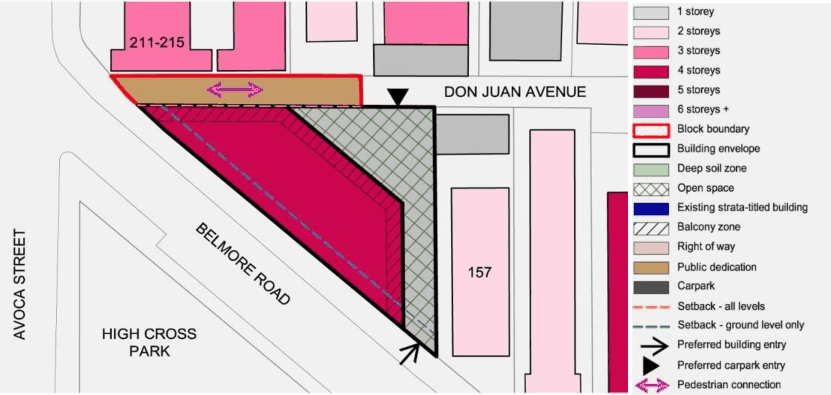 211-215
DON JUAN AVENUE
BELMORE ROAD
157
AVOCA STREET
HIGH CROSS
PARK
1 storey
2 storeys
3 storeys
4 storeys
5 storeys
6 storeys +
Block boundary
Building envelope
Deep soil zone
Open space
Existing strata-titled building
Balcony zone
Right of way
Public dedication
Carpark
Setback - all levels
Setback - ground level only
Preferred building entry
Preferred carpark entry
Pedestrian connection